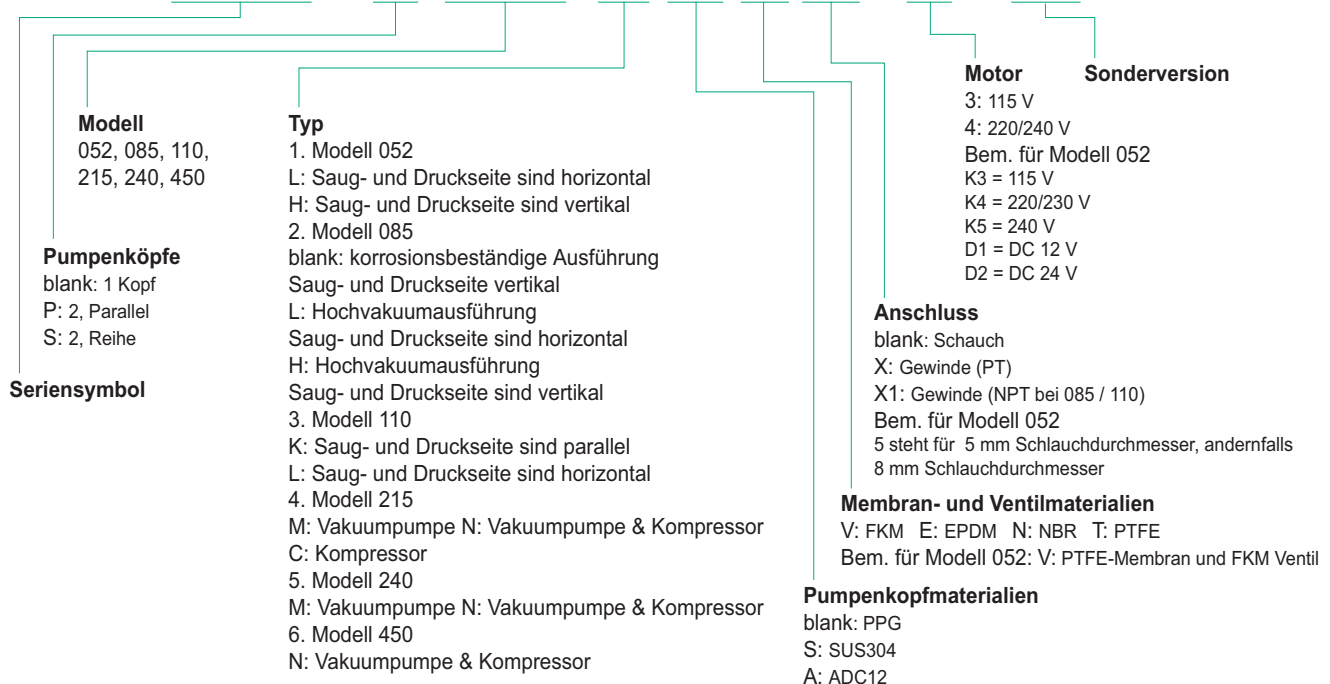 Motor
3: 115 V
4: 220/240 V
Bem. für Modell 052
K3 = 115 V
K4 = 220/230 V
K5 = 240 V
D1 = DC 12 V
D2 = DC 24 V
Sonderversion
Modell
052, 085, 110,
215, 240, 450
Typ
1. Modell 052
L: Saug- und Druckseite sind horizontal
H: Saug- und Druckseite sind vertikal
2. Modell 085
blank: korrosionsbeständige Ausführung
Saug- und Druckseite vertikal
L: Hochvakuumausführung
Saug- und Druckseite sind horizontal
H: Hochvakuumausführung
Saug- und Druckseite sind vertikal
3. Modell 110
K: Saug- und Druckseite sind parallel
L: Saug- und Druckseite sind horizontal
4. Modell 215
M: Vakuumpumpe N: Vakuumpumpe & Kompressor
C: Kompressor
5. Modell 240
M: Vakuumpumpe N: Vakuumpumpe & Kompressor
6. Modell 450
N: Vakuumpumpe & Kompressor
Pumpenköpfe
blank: 1 Kopf
P: 2, Parallel
S: 2, Reihe
Seriensymbol
Anschluss
blank: Schauch
X: Gewinde (PT)
X1: Gewinde (NPT bei 085 / 110)
Bem. für Modell 052
5 steht für 5 mm Schlauchdurchmesser, andernfalls
8 mm Schlauchdurchmesser
Membran- und Ventilmaterialien
V: FKM E: EPDM N: NBR T: PTFE
Bem. für Modell 052: V: PTFE-Membran und FKM Ventil
Pumpenkopfmaterialien
blank: PPG
S: SUS304
A: ADC12